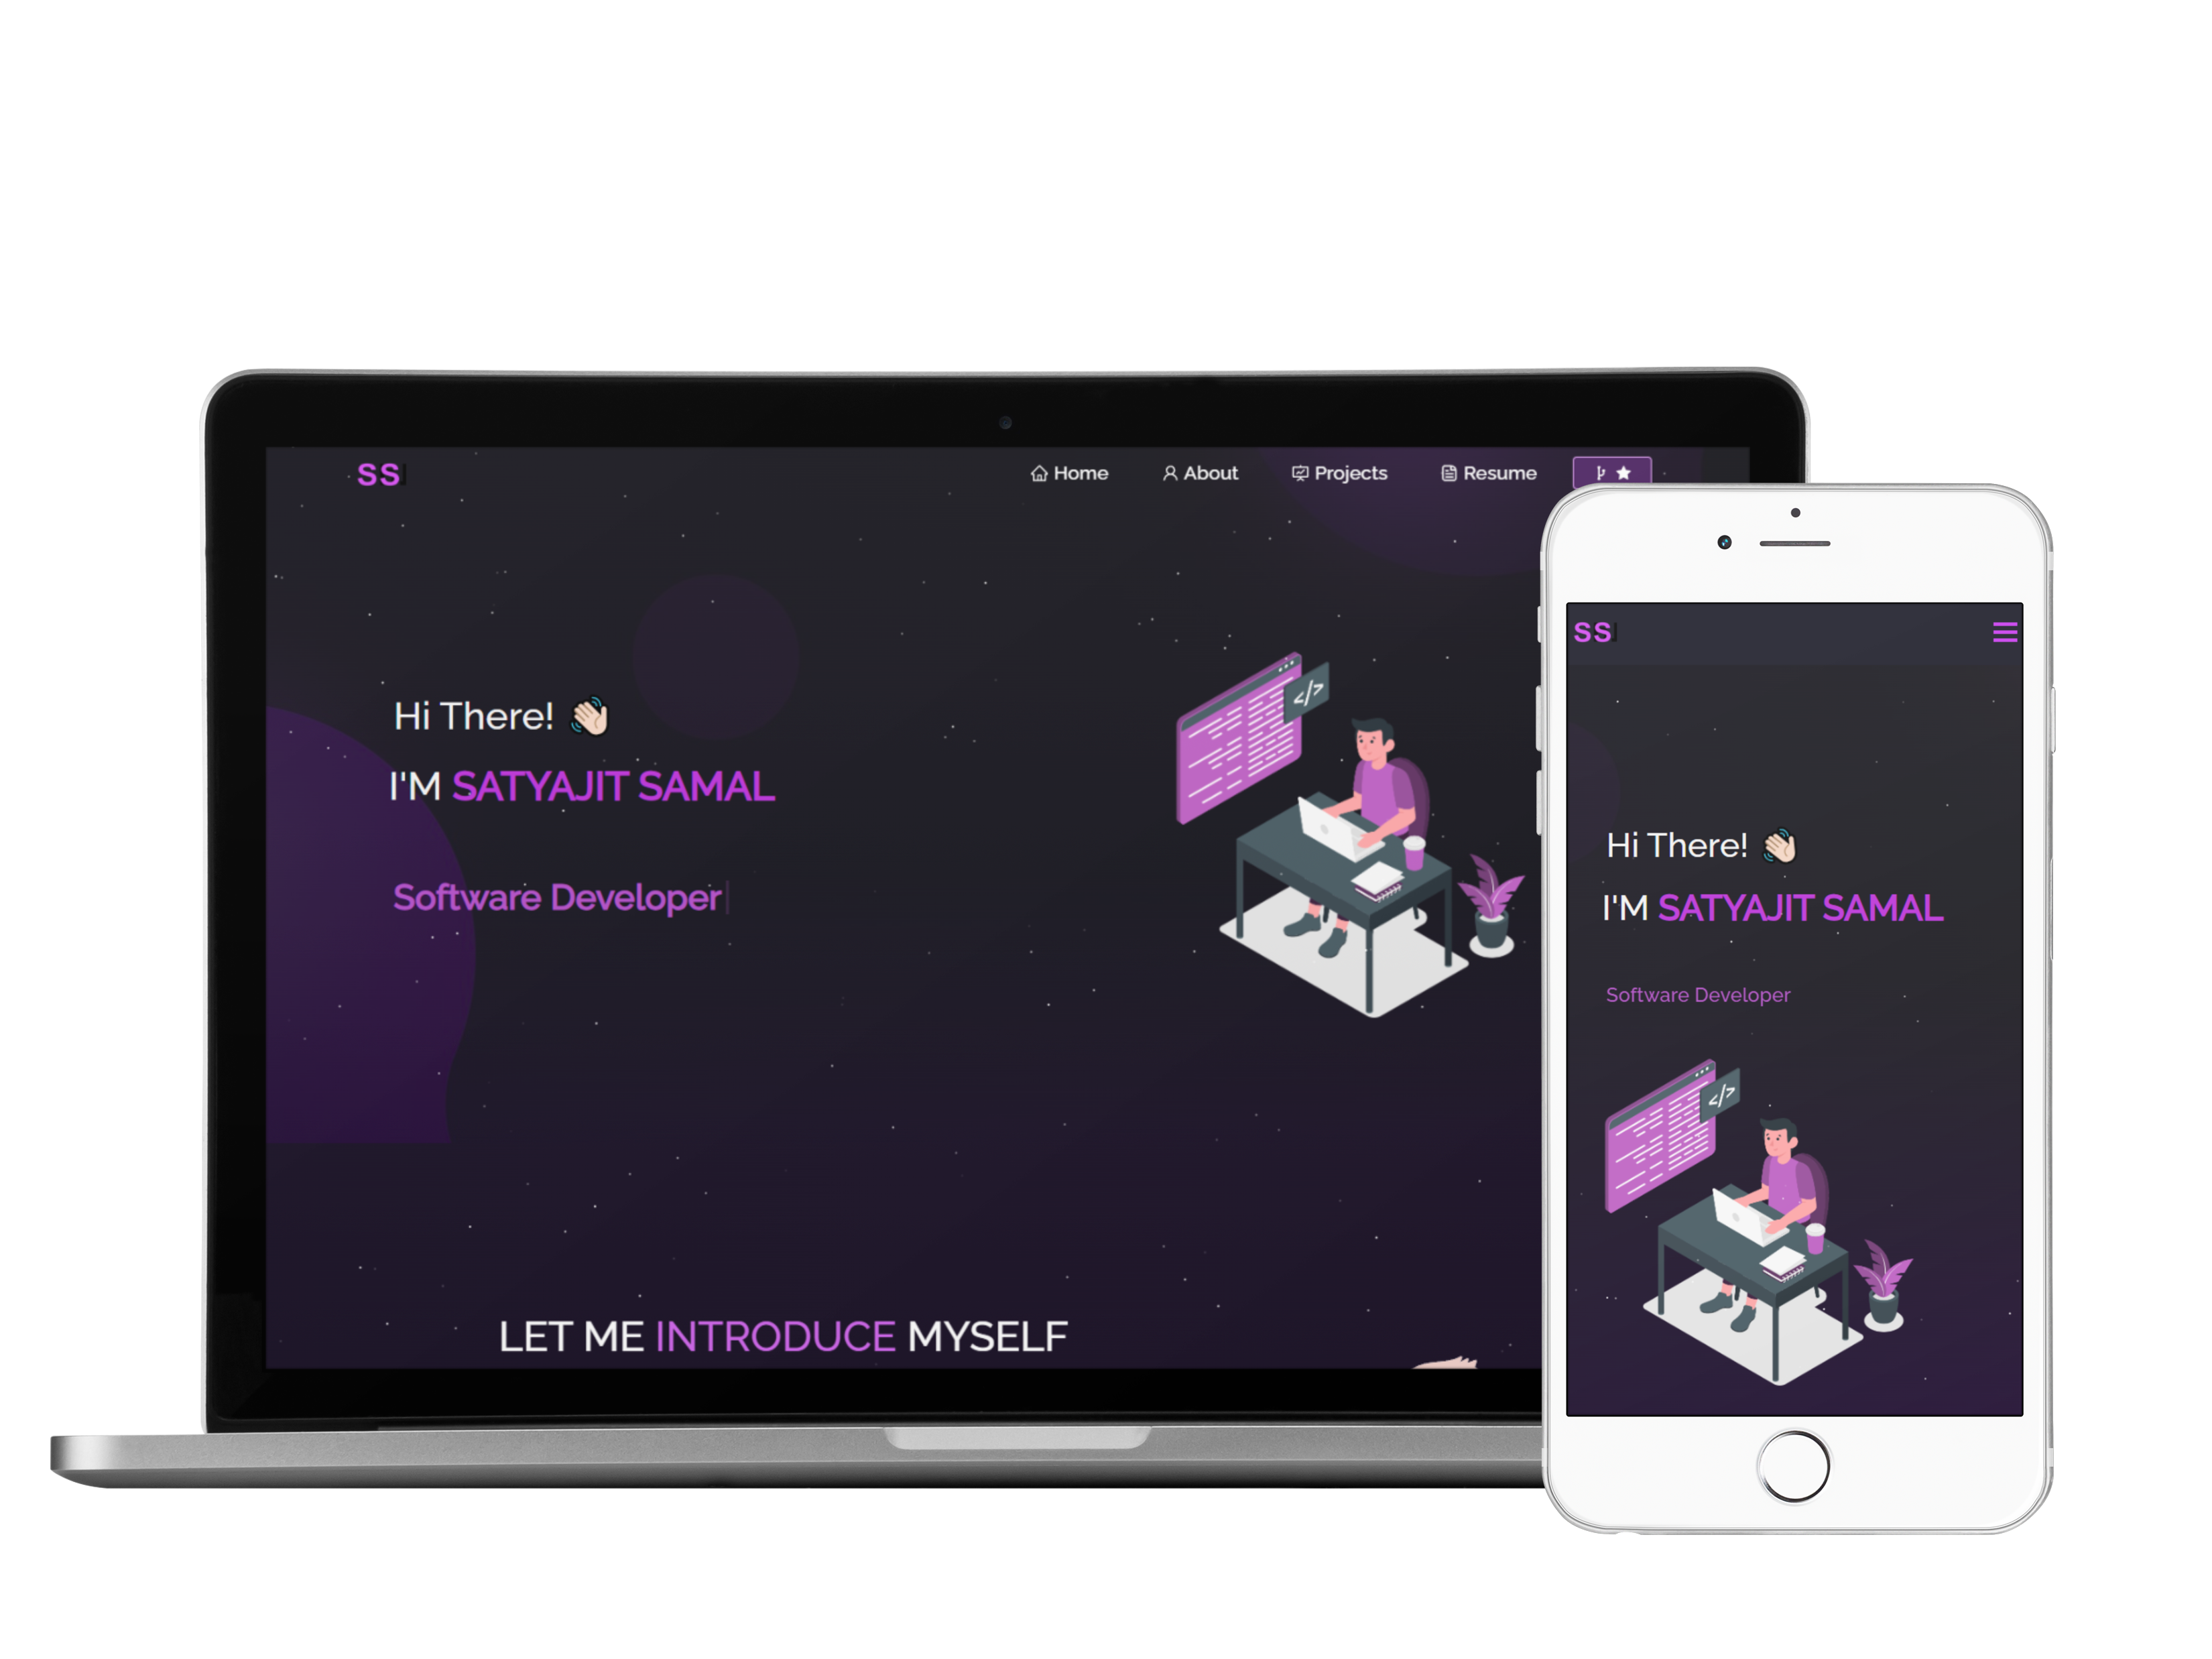 SS
Home About Projects Resume
Hi There! 👋🏻
I'M SATYAJIT SAMAL
Software Developer
LET ME INTRODUCE MYSELF
SS
Hi There! 👋🏻
I'M SATYAJIT SAMAL
Software Developer